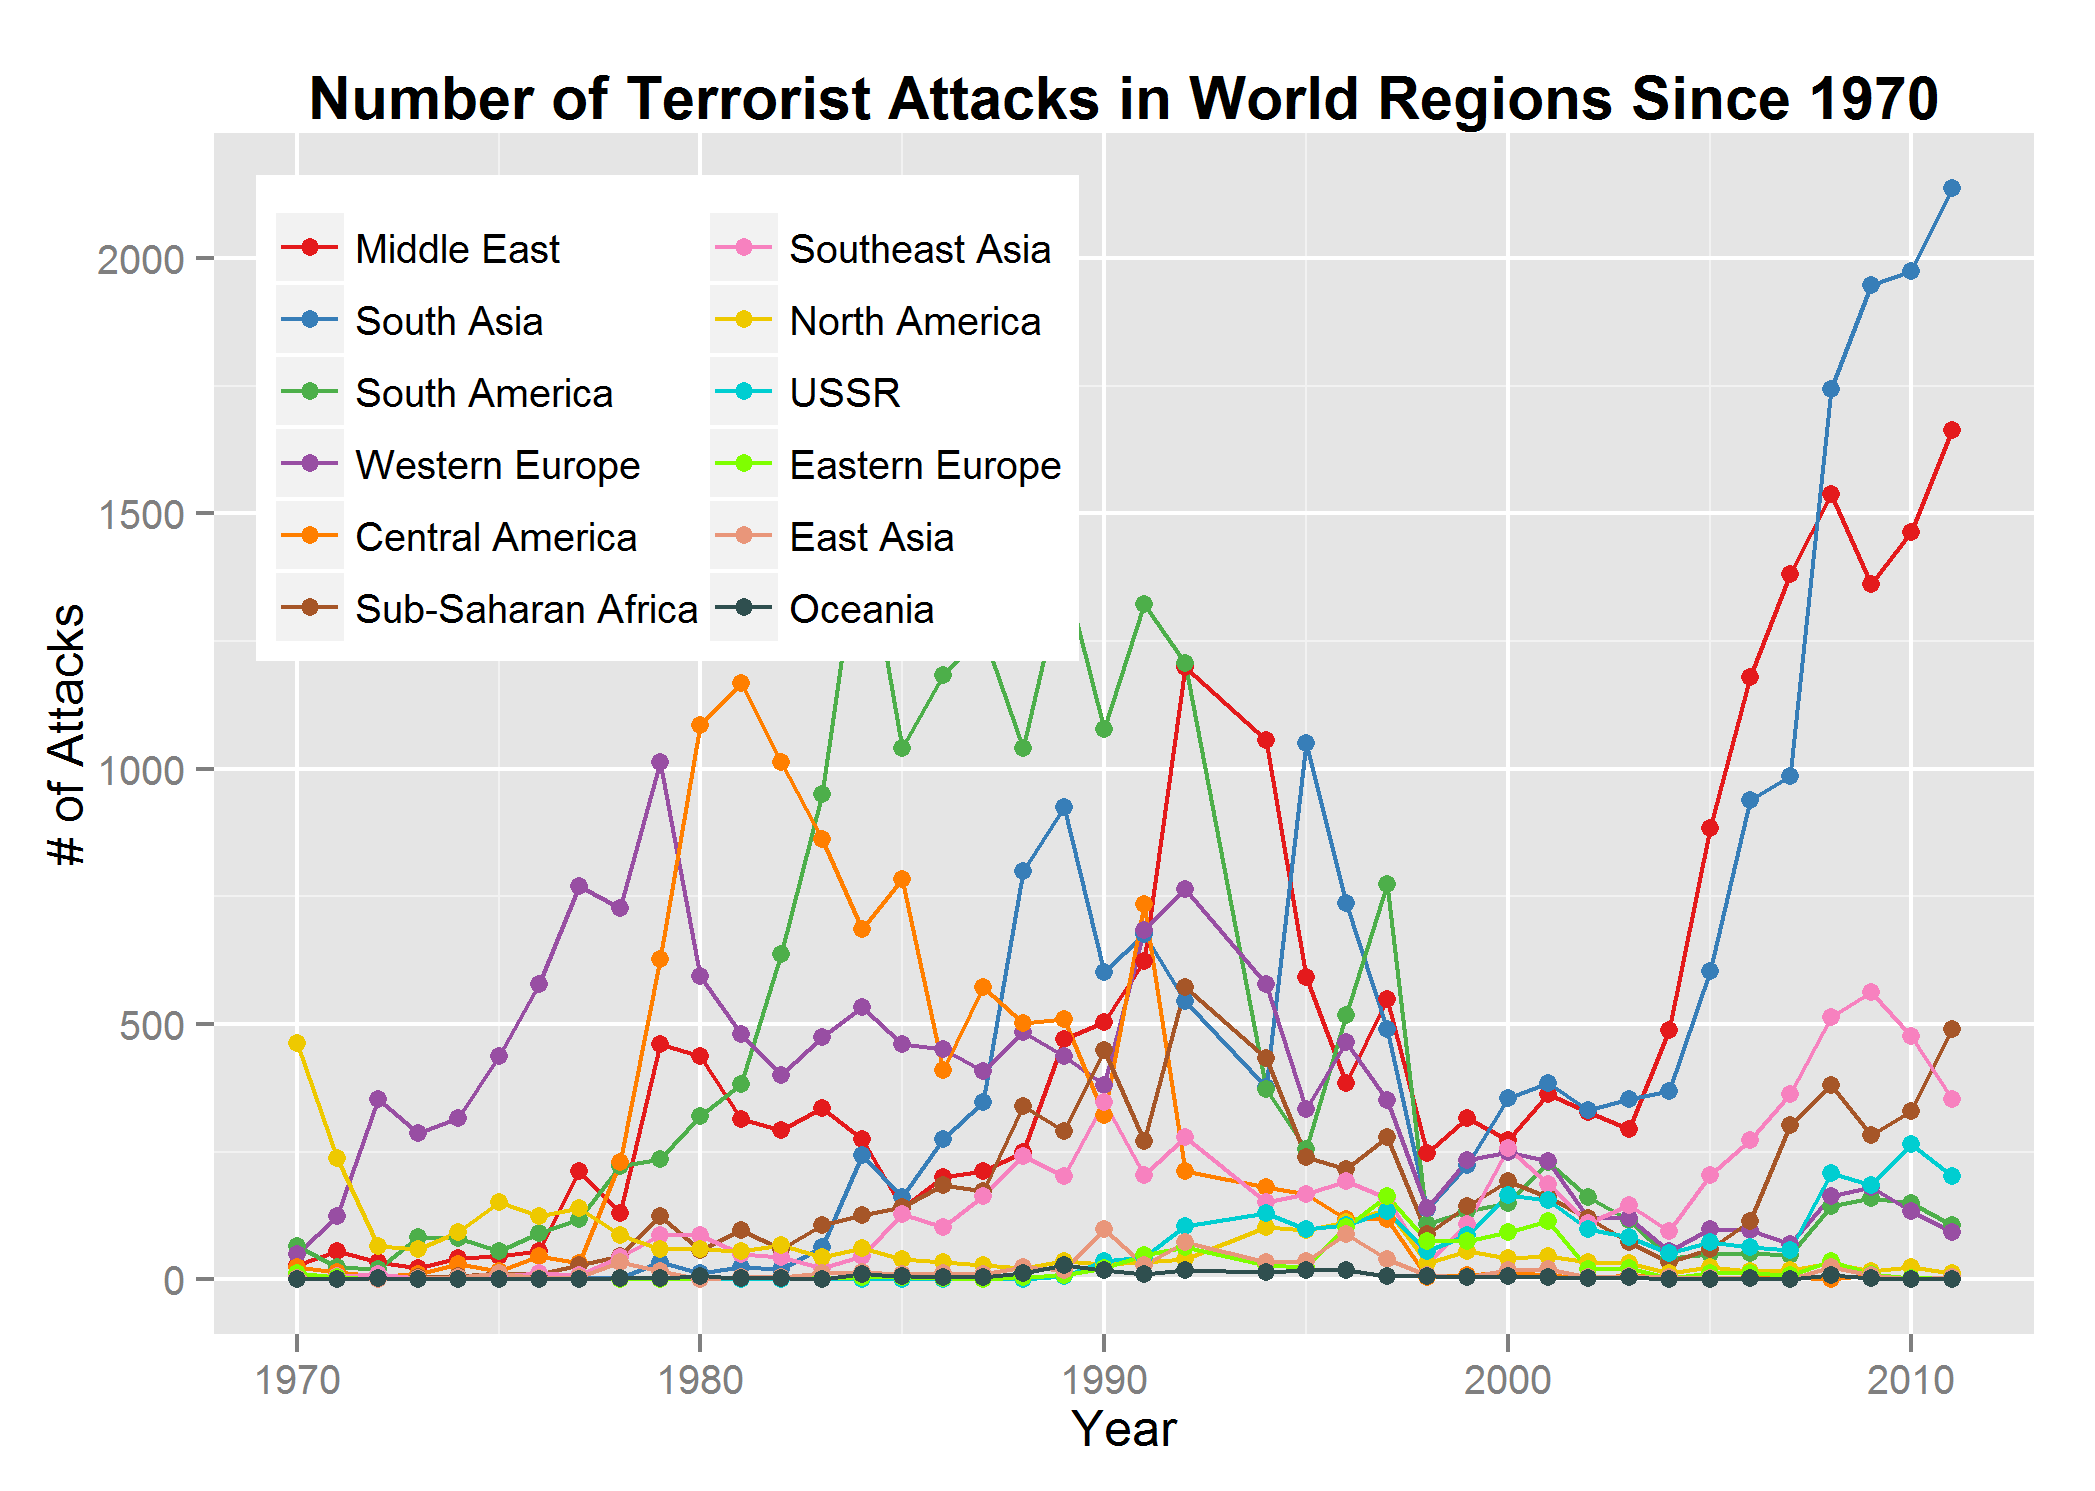 Number of Terrorist Attacks in World Regions Since 1970
Middle East
South Asia
South America
Western Europe
Central America
Sub-Saharan Africa
Southeast Asia
North America
USSR
Eastern Europe
East Asia
Oceania
# of Attacks
2000
1500
1000
500
0
1970 1980 1990 2000 2010
Year